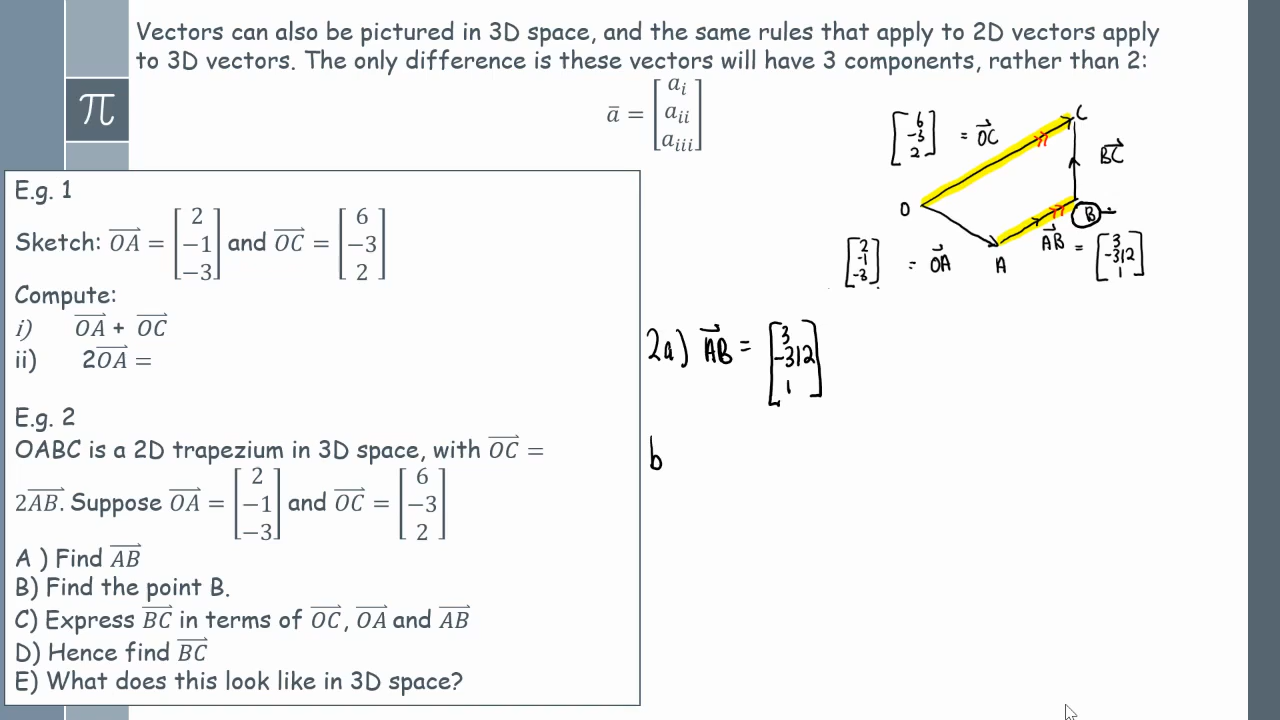 Vectors can also be pictured in 3D space, and the same rules that apply to 2D vectors apply
to 3D vectors. The only difference is these vectors will have 3 components, rather than 2:
π
ā = [a_i
a_ii
a_iii]
E.g. 1
Sketch: OA⃗ = [2 −1 −3] and OC⃗ = [6 −3 2]
Compute:
i) OA⃗ + OC⃗
ii) 2OA⃗ =
E.g. 2
OABC is a 2D trapezium in 3D space, with OC⃗ =
2AB⃗. Suppose OA⃗ = [2 −1 −3] and OC⃗ = [6 −3 2]
A ) Find AB⃗
B) Find the point B.
C) Express BC⃗ in terms of OC⃗, OA⃗ and AB⃗
D) Hence find BC⃗
E) What does this look like in 3D space?
[6 -3 2] = OC⃗
C
BC⃗
O
B
AB⃗ = [3 -3/2 1]
[2 -1 -3] = OA⃗
A
2a) AB⃗ = [3 -3/2 1]
b